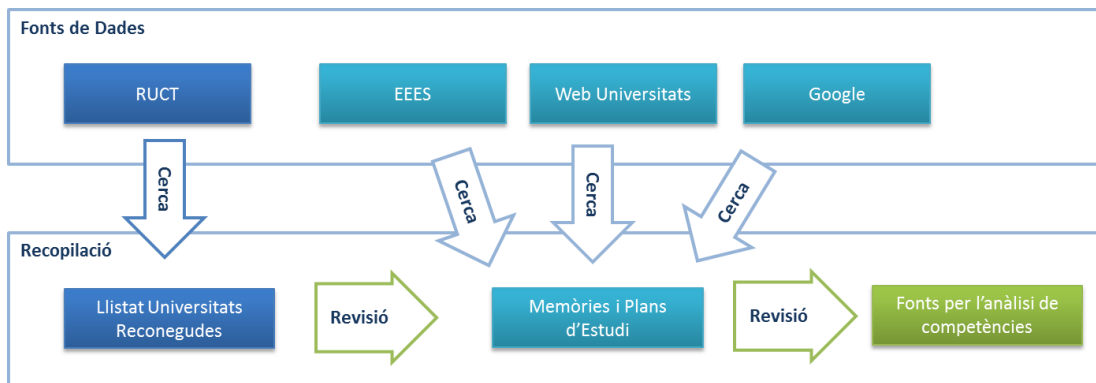 Fonts de Dades
RUCT
EEES
Web Universitats
Google
Cerca
Cerca
Cerca
Cerca
Recopilació
Llistat Universitats
Reconegudes
Revisió
Memòries i Plans
d’Estudi
Revisió
Fonts per l’anàlisi de
competències